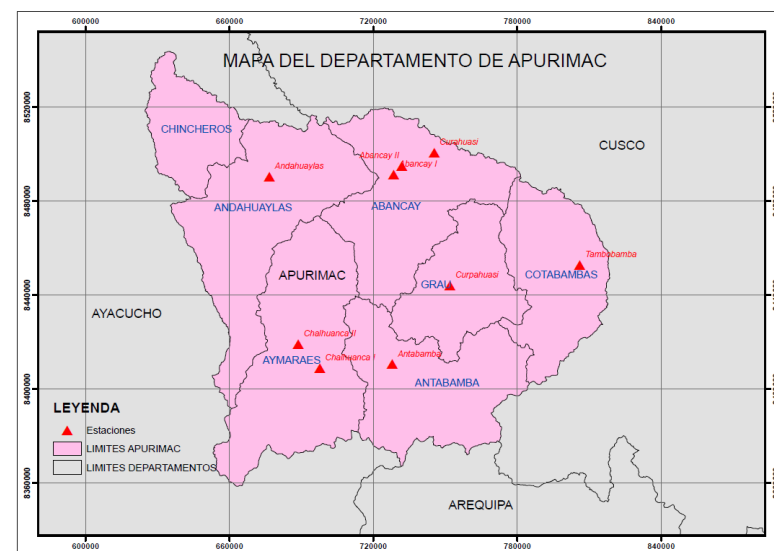 600000 660000 720000 780000 840000
MAPA DEL DEPARTAMENTO DE APURIMAC
8520000
CHINCHEROS
Curahuasi
CUSCO
Abancay II
Abancay I
Andahuaylas
8480000
ANDAHUAYLAS
ABANCAY
Tambobamba
APURIMAC
Curpahuasi
COTABAMBAS
GRAU
8440000
AYACUCHO
Chalhuanca II
AYMARAES
Chalhuanca I
Antabamba
ANTABAMBA
8400000
LEYENDA
Estaciones
LIMITES APURIMAC
LIMITES DEPARTAMENTOS
8360000
AREQUIPA
600000 660000 720000 780000 840000